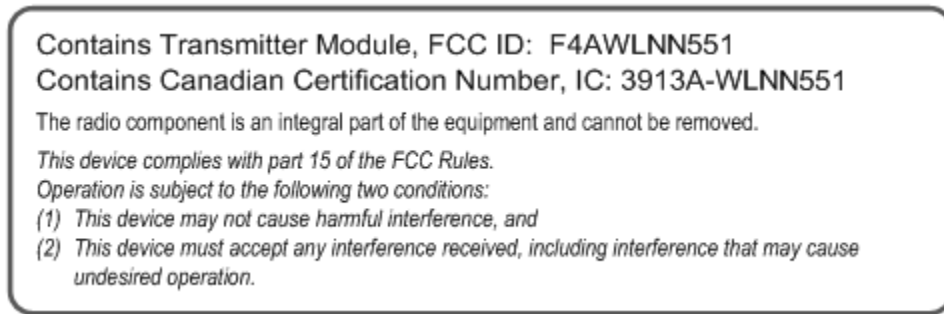 Contains Transmitter Module, FCC ID: F4AWLNN551
Contains Canadian Certification Number, IC: 3913A-WLNN551
The radio component is an integral part of the equipment and cannot be removed.
This device complies with part 15 of the FCC Rules.
Operation is subject to the following two conditions:
(1) This device may not cause harmful interference, and
(2) This device must accept any interference received, including interference that may cause
undesired operation.